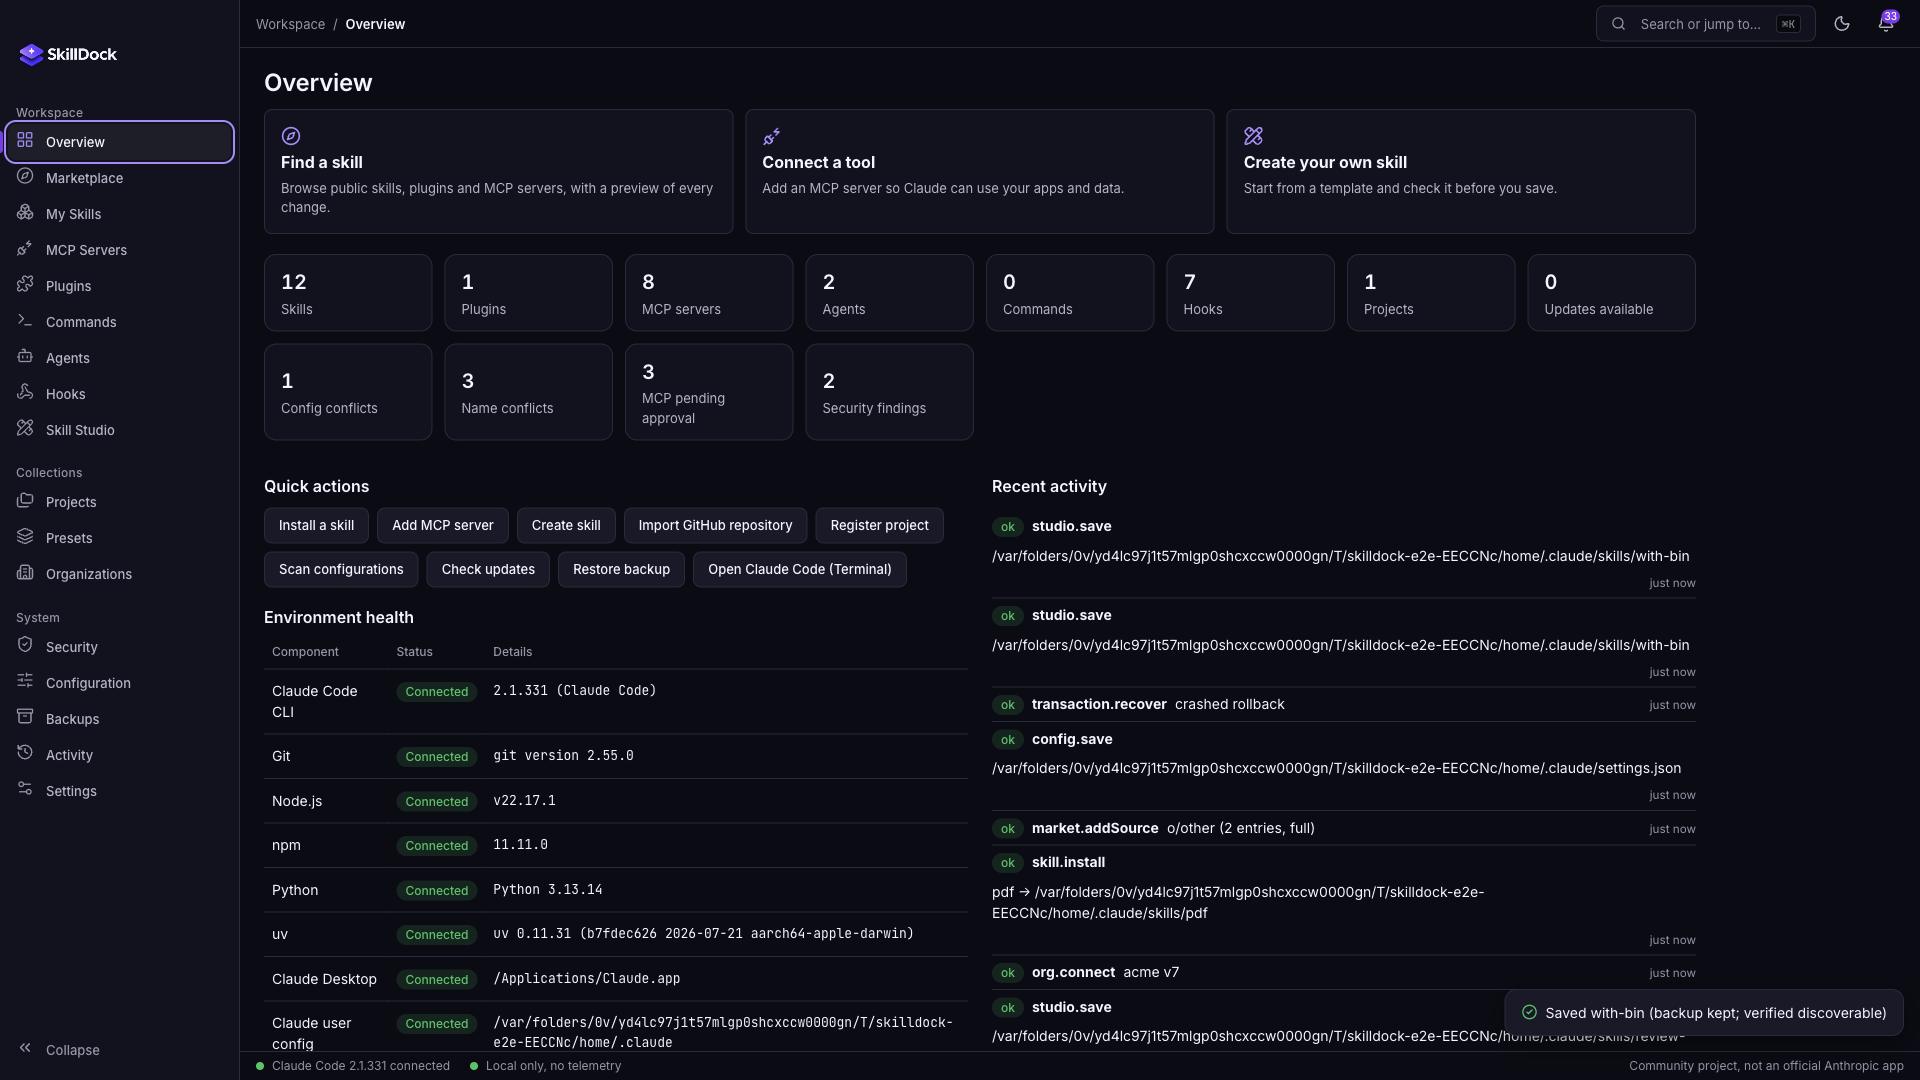 SkillDock
Workspace
Overview
Marketplace
My Skills
MCP Servers
Plugins
Commands
Agents
Hooks
Skill Studio
Collections
Projects
Presets
Organizations
System
Security
Configuration
Backups
Activity
Settings
Collapse
Workspace / Overview
Search or jump to... ⌘K
33
Overview
Find a skill
Browse public skills, plugins and MCP servers, with a preview of every
change.
Connect a tool
Add an MCP server so Claude can use your apps and data.
Create your own skill
Start from a template and check it before you save.
12
Skills
1
Plugins
8
MCP servers
2
Agents
0
Commands
7
Hooks
1
Projects
0
Updates available
1
Config conflicts
3
Name conflicts
3
MCP pending
approval
2
Security findings
Quick actions
Install a skill
Add MCP server
Create skill
Import GitHub repository
Register project
Scan configurations
Check updates
Restore backup
Open Claude Code (Terminal)
Environment health
Component Status Details
Claude Code
CLI
Connected 2.1.331 (Claude Code)
Git Connected git version 2.55.0
Node.js Connected v22.17.1
npm Connected 11.11.0
Python Connected Python 3.13.14
uv Connected uv 0.11.31 (b7fdec626 2026-07-21 aarch64-apple-darwin)
Claude Desktop Connected /Applications/Claude.app
Claude user
config
Connected /var/folders/0v/yd4lc97j1t57mlgp0shcxccw0000gn/T/skilldock-
e2e-EECCNc/home/.claude
Recent activity
ok studio.save
/var/folders/0v/yd4lc97j1t57mlgp0shcxccw0000gn/T/skilldock-e2e-EECCNc/home/.claude/skills/with-bin
just now
ok studio.save
/var/folders/0v/yd4lc97j1t57mlgp0shcxccw0000gn/T/skilldock-e2e-EECCNc/home/.claude/skills/with-bin
just now
ok transaction.recover crashed rollback just now
ok config.save
/var/folders/0v/yd4lc97j1t57mlgp0shcxccw0000gn/T/skilldock-e2e-EECCNc/home/.claude/settings.json
just now
ok market.addSource o/other (2 entries, full) just now
ok skill.install
pdf → /var/folders/0v/yd4lc97j1t57mlgp0shcxccw0000gn/T/skilldock-e2e-
EECCNc/home/.claude/skills/pdf
just now
ok org.connect acme v7 just now
ok studio.save
/var/folders/0v/yd4lc97j1t57mlgp0shcxccw0000gn/T/skilldock-e2e-EECCNc/home/.claude/skills/review-
Saved with-bin (backup kept; verified discoverable)
Claude Code 2.1.331 connected
Local only, no telemetry
Community project, not an official Anthropic app